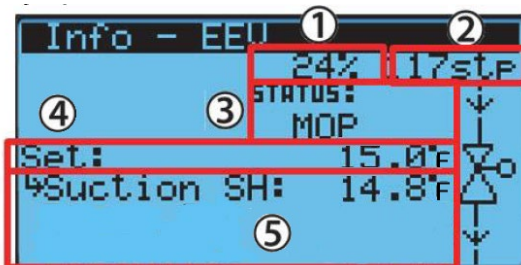 Info - EEV
① ②
24% 17stp
③ STATUS:
④ MOP
Set: 15.0°F
↳Suction SH: 14.8°F
⑤